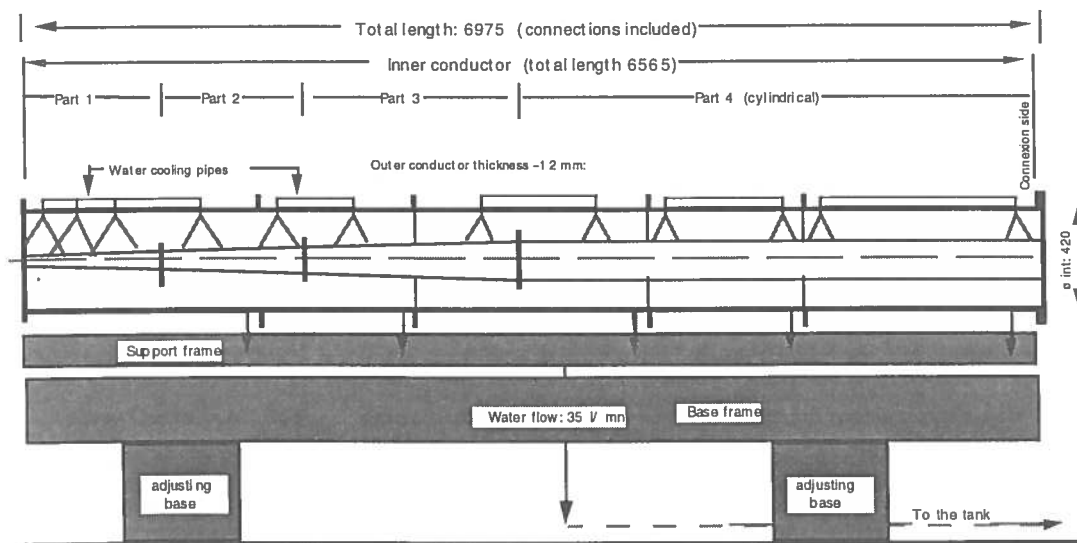 Total length: 6975 (connections included)
Inner conductor (total length 6565)
Part 1
Part 2
Part 3
Part 4 (cylindrical)
Connexion side
Water cooling pipes
Outer conductor thickness ~12 mm:
ø int: 420
Support frame
Water flow: 35 l/ mn
Base frame
adjusting
base
adjusting
base
To the tank